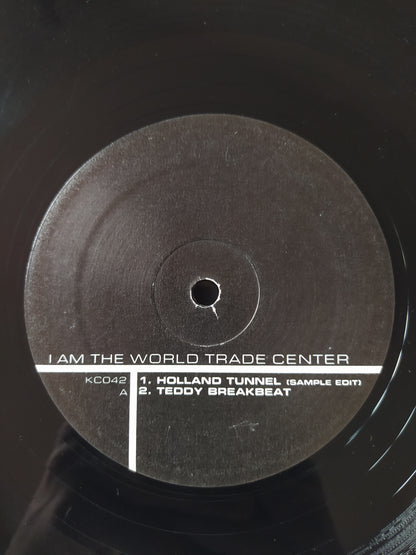 I AM THE WORLD TRADE CENTER
KC042 1. HOLLAND TUNNEL (SAMPLE EDIT)
A 2. TEDDY BREAKBEAT